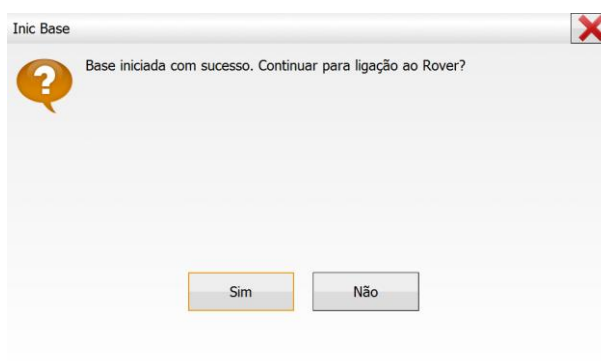 Inic Base
Base iniciada com sucesso. Continuar para ligação ao Rover?
Sim
Não